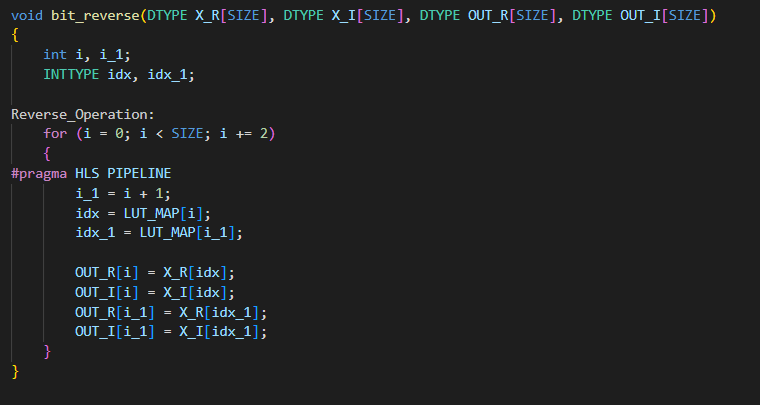 void bit_reverse(DTYPE X_R[SIZE], DTYPE X_I[SIZE], DTYPE OUT_R[SIZE], DTYPE OUT_I[SIZE])
{
    int i, i_1;
    INTTYPE idx, idx_1;

Reverse_Operation:
    for (i = 0; i < SIZE; i += 2)
    {
#pragma HLS PIPELINE
        i_1 = i + 1;
        idx = LUT_MAP[i];
        idx_1 = LUT_MAP[i_1];

        OUT_R[i] = X_R[idx];
        OUT_I[i] = X_I[idx];
        OUT_R[i_1] = X_R[idx_1];
        OUT_I[i_1] = X_I[idx_1];
    }
}